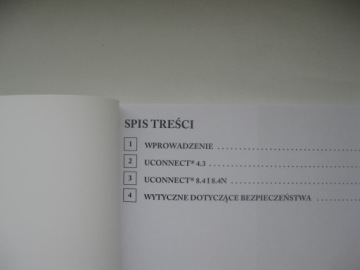 SPIS TREŚCI
1 WPROWADZENIE
2 UCONNECT® 4.3
3 UCONNECT® 8.4 I 8.4N
4 WYTYCZNE DOTYCZĄCE BEZPIECZEŃSTWA